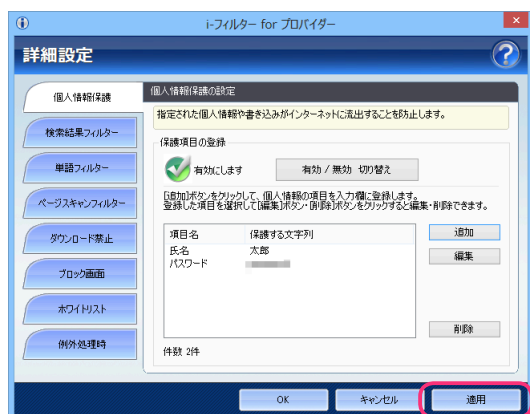 i-フィルター for プロバイダー
詳細設定
個人情報保護
検索結果フィルター
単語フィルター
ページスキャンフィルター
ダウンロード禁止
ブロック画面
ホワイトリスト
例外処理時
個人情報保護の設定
指定された個人情報や書き込みがインターネットに流出することを防止します。
保護項目の登録
有効にします
有効 / 無効 切り替え
[追加]ボタンをクリックして、個人情報の項目を入力欄に登録します。
登録した項目を選択して[編集]ボタン・[削除]ボタンをクリックすると編集・削除できます。
項目名 保護する文字列
氏名 太郎
パスワード
追加
編集
削除
件数 2件
OK キャンセル 適用